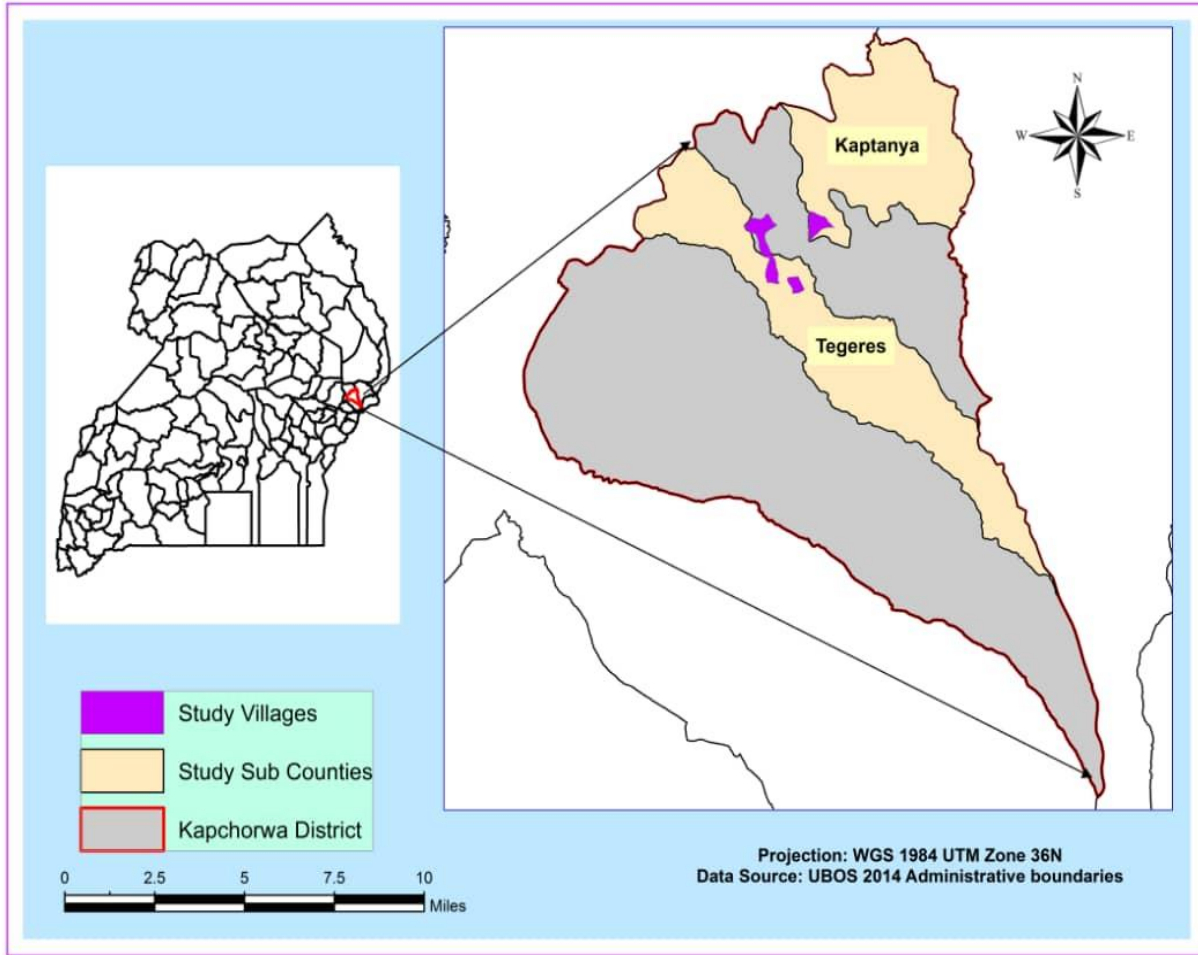 N
W E
S
Kaptanya
Tegeres
Study Villages
Study Sub Counties
Kapchorwa District
0 2.5 5 7.5 10
Miles
Projection: WGS 1984 UTM Zone 36N
Data Source: UBOS 2014 Administrative boundaries